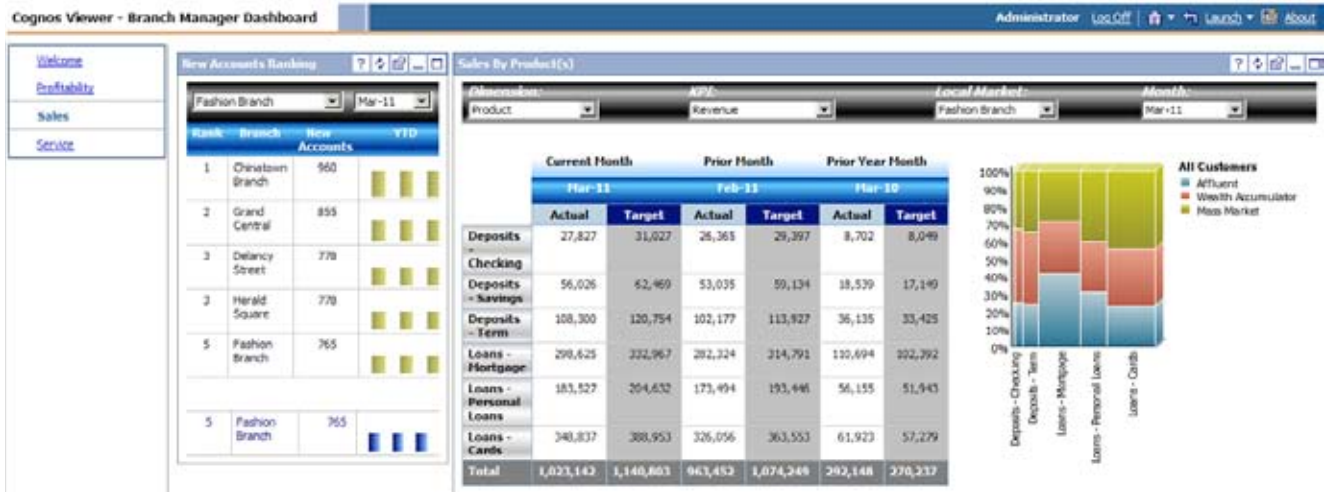 Cognos Viewer - Branch Manager Dashboard
Administrator Log Off Launch About
Welcome
Profitability
Sales
Service
New Accounts Ranking
Fashion Branch Mar-11
Rank Branch New Accounts YTD
1 Chinatown Branch 960
2 Grand Central 855
3 Delancy Street 778
3 Herald Square 778
5 Fashion Branch 765
5 Fashion Branch 765
Sales By Product(s)
Dimension: KPI: Local Market: Month:
Product Revenue Fashion Branch Mar-11
Current Month Prior Month Prior Year Month
Mar-11 Feb-11 Mar-10
Actual Target Actual Target Actual Target
Deposits - Checking 27,827 31,027 26,365 29,397 8,702 8,049
Deposits - Savings 56,026 62,469 53,035 59,134 18,539 17,149
Deposits - Term 108,300 120,754 102,177 113,927 36,135 33,425
Loans - Mortgage 298,625 332,967 282,324 314,791 110,694 102,392
Loans - Personal Loans 183,527 204,632 173,494 193,446 56,155 51,943
Loans - Cards 348,837 388,953 326,056 363,553 61,923 57,279
Total 1,023,142 1,140,803 963,452 1,074,249 292,148 270,237
100%
90%
80%
70%
60%
50%
40%
30%
20%
10%
0%
Deposits - Checking
Deposits - Term
Loans - Mortgage
Loans - Personal Loans
Loans - Cards
All Customers
Affluent
Wealth Accumulator
Mass Market